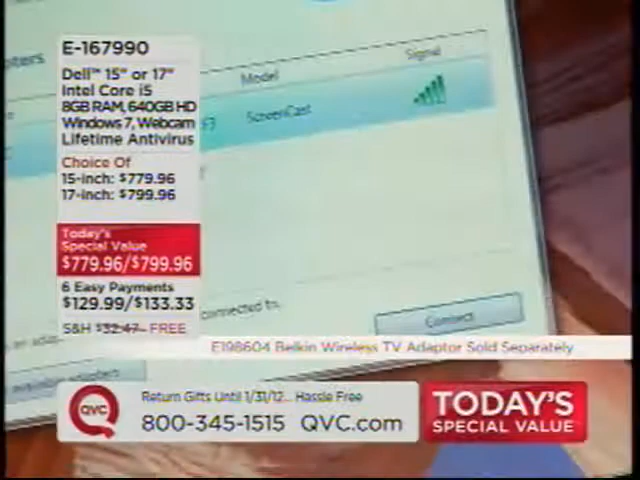 E-167990
Dell™ 15" or 17"
Intel Core i5
8GB RAM, 640GB HD
Windows 7, Webcam
Lifetime Antivirus
Choice Of
15-inch: $779.96
17-inch: $799.96
Today's
Special Value
$779.96/$799.96
6 Easy Payments
$129.99/$133.33
S&H $32.47 FREE
Model
Signal
ScreenCast
connected to.
Connect
E198604 Belkin Wireless TV Adaptor Sold Separately
QVC
Return Gifts Until 1/31/12... Hassle Free
800-345-1515 QVC.com
TODAY'S
SPECIAL VALUE